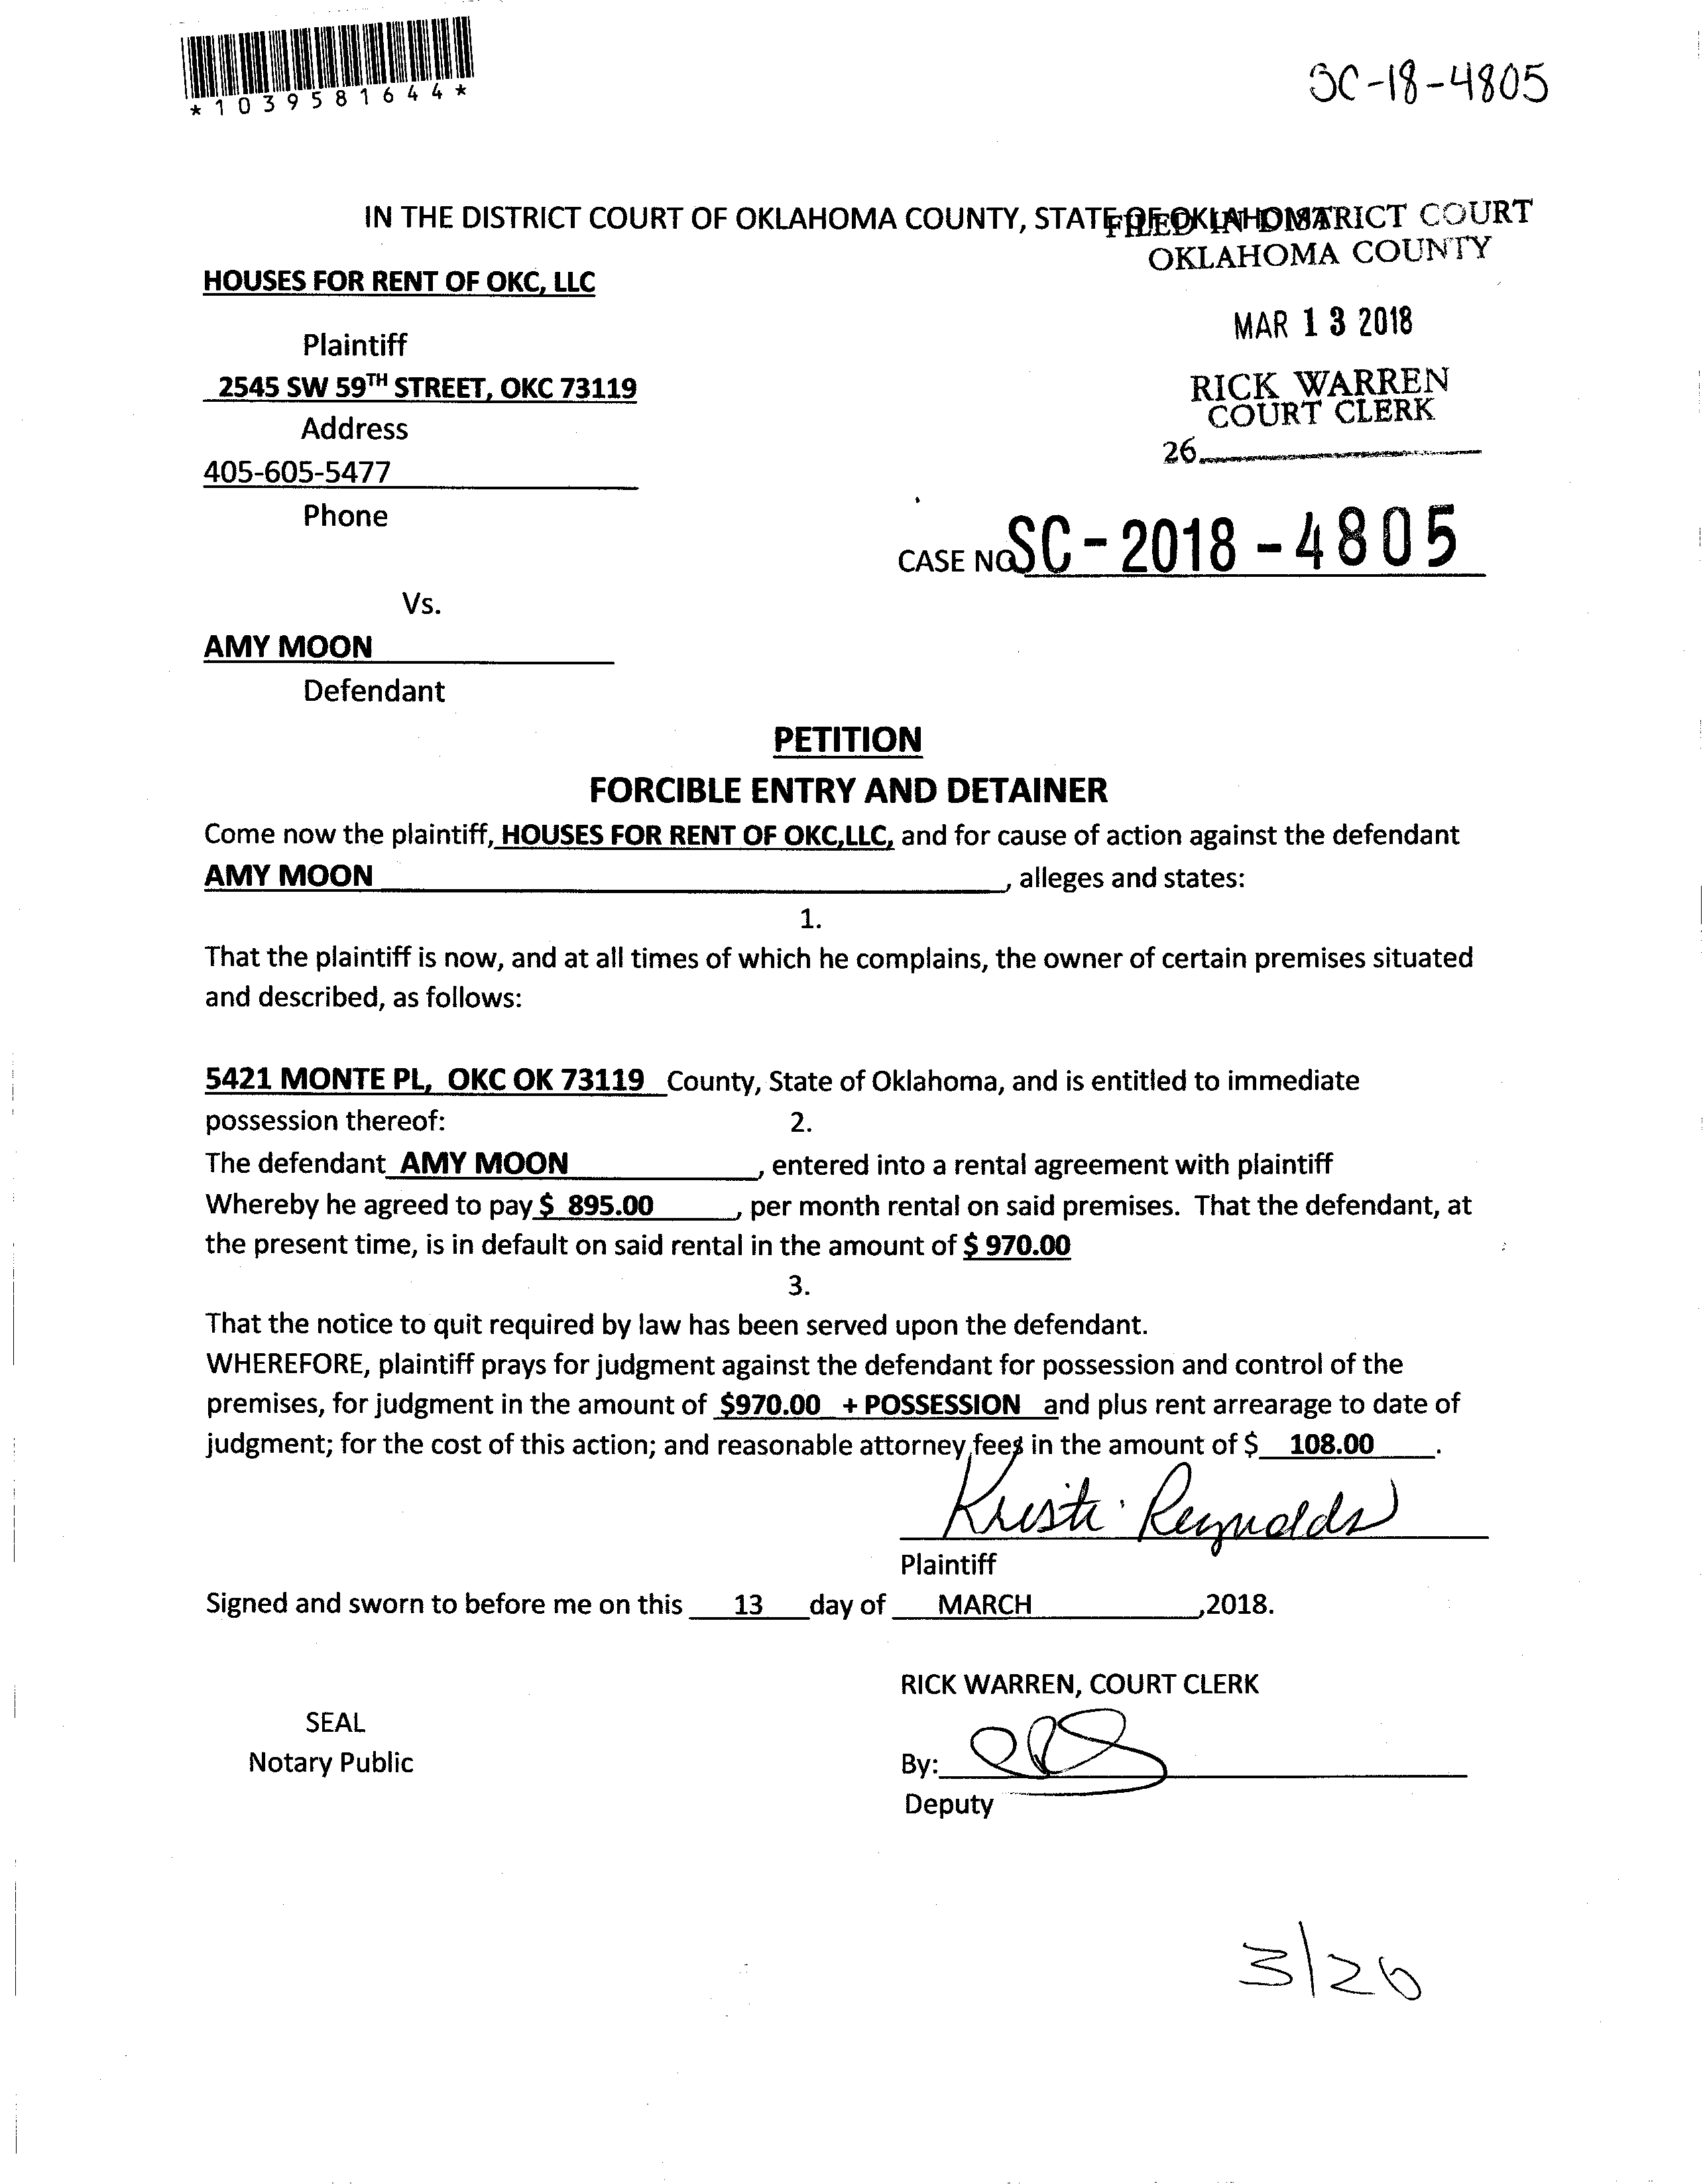 *1039581644*
SC-18-4805
IN THE DISTRICT COURT OF OKLAHOMA COUNTY, STATE OF OKLAHOMA
FILED IN DISTRICT COURT
OKLAHOMA COUNTY
HOUSES FOR RENT OF OKC, LLC
MAR 13 2018
Plaintiff
2545 SW 59TH STREET, OKC 73119
RICK WARREN
COURT CLERK
Address
26
405-605-5477
Phone
CASE NO SC-2018-4805
Vs.
AMY MOON
Defendant
PETITION
FORCIBLE ENTRY AND DETAINER
Come now the plaintiff, HOUSES FOR RENT OF OKC,LLC, and for cause of action against the defendant
AMY MOON, alleges and states:
1.
That the plaintiff is now, and at all times of which he complains, the owner of certain premises situated
and described, as follows:
5421 MONTE PL, OKC OK 73119 County, State of Oklahoma, and is entitled to immediate
possession thereof: 2.
The defendant AMY MOON, entered into a rental agreement with plaintiff
Whereby he agreed to pay $ 895.00, per month rental on said premises. That the defendant, at
the present time, is in default on said rental in the amount of $ 970.00
3.
That the notice to quit required by law has been served upon the defendant.
WHEREFORE, plaintiff prays for judgment against the defendant for possession and control of the
premises, for judgment in the amount of $970.00 + POSSESSION and plus rent arrearage to date of
judgment; for the cost of this action; and reasonable attorney fees in the amount of $ 108.00.
Kristi Reynolds
Plaintiff
Signed and sworn to before me on this 13 day of MARCH,2018.
RICK WARREN, COURT CLERK
SEAL
Notary Public
By:
Deputy
3/26